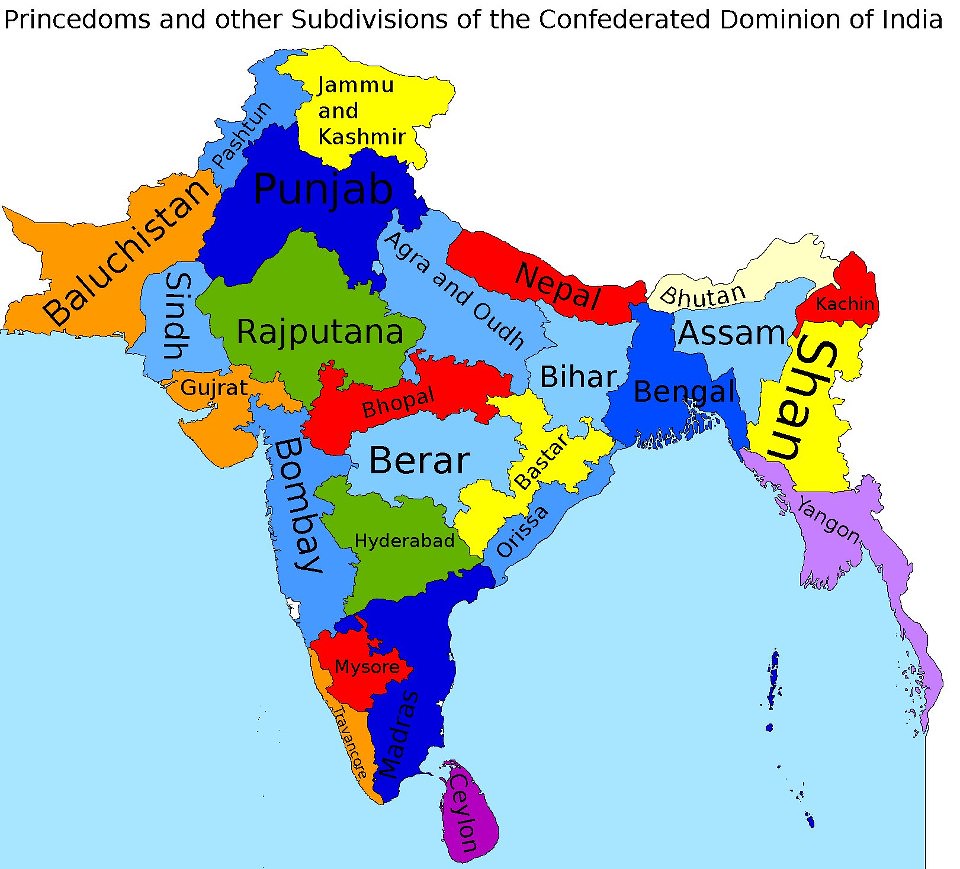 Princedoms and other Subdivisions of the Confederated Dominion of India
Jammu
and
Kashmir
Pashtun
Punjab
Baluchistan
Sindh
Agra and Oudh
Nepal
Bhutan
Kachin
Rajputana
Assam
Shan
Gujrat
Bhopal
Bihar
Bengal
Bombay
Berar
Bastar
Hyderabad
Orissa
Yangon
Mysore
Madras
Travancore
Ceylon